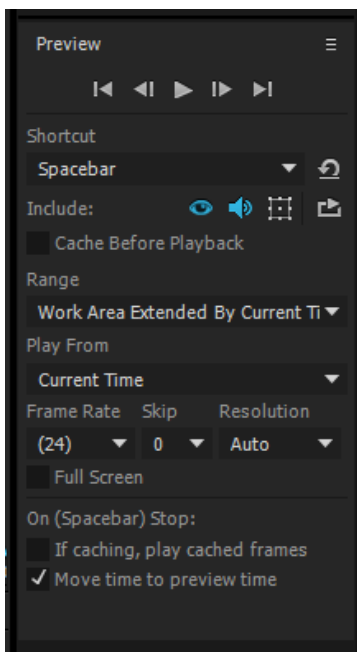 Preview
Shortcut
Spacebar
Include:
Cache Before Playback
Range
Work Area Extended By Current Ti
Play From
Current Time
Frame Rate Skip Resolution
(24) 0 Auto
Full Screen
On (Spacebar) Stop:
If caching, play cached frames
Move time to preview time